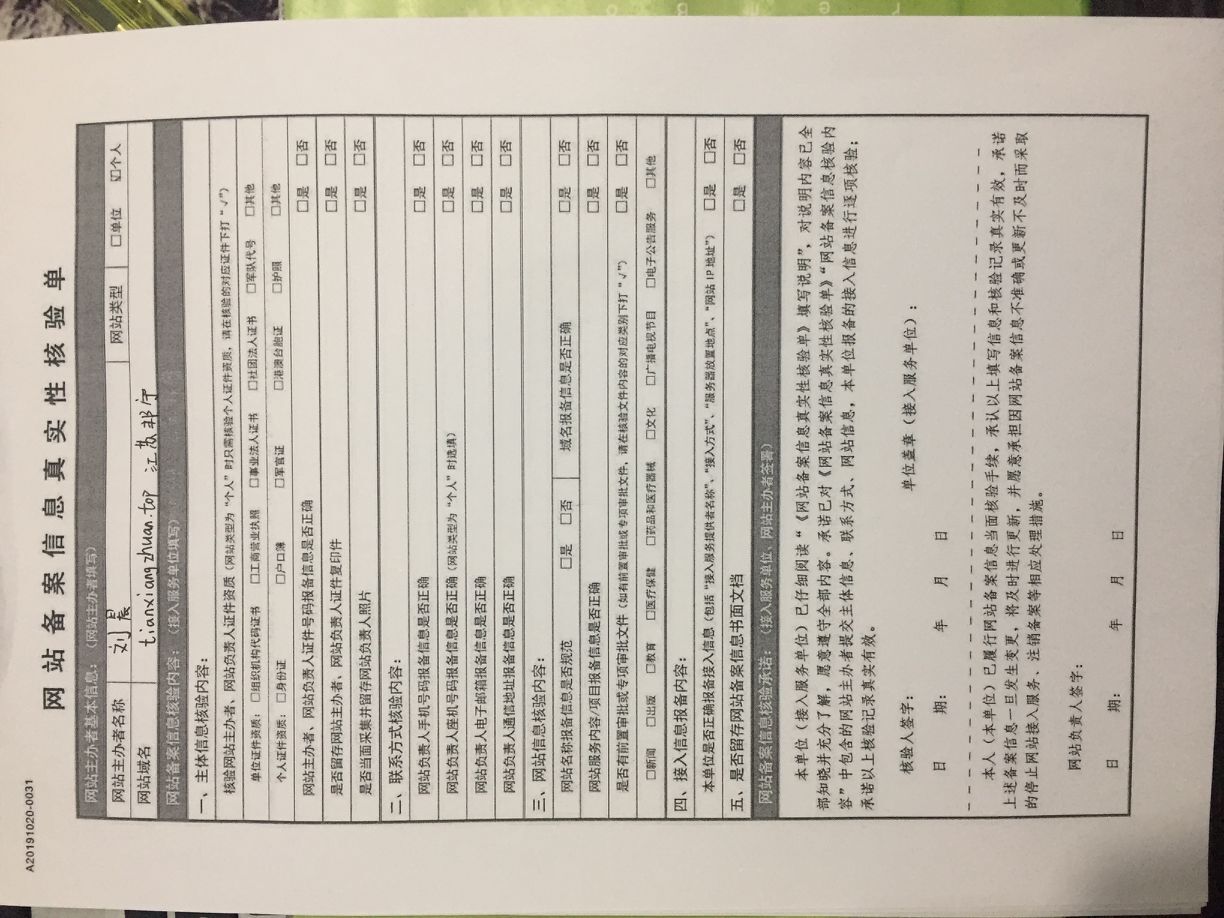 A20191020-0031
网站备案信息真实性核验单
网站主办者基本信息：（网站主办者填写）
网站主办者名称 刘晨 网站类型 □单位 ☑个人
网站域名 tianxiangzhuan.top 江苏邗宁
网站备案信息核验内容：（接入服务单位填写）
一、主体信息核验内容：
核验网站主办者、网站负责人证件资质（网站类型为“个人”时只需核验个人证件资质，请在核验的对应证件下打“√”）
单位证件资质：□组织机构代码证书 □工商营业执照 □事业法人证书 □社团法人证书 □军队代号 □其他
个人证件资质：□身份证 □户口簿 □军官证 □港澳台胞证 □护照 □其他
网站主办者、网站负责人证件号码报备信息是否正确 □是 □否
是否留存网站主办者、网站负责人证件复印件 □是 □否
是否当面采集并留存网站负责人照片 □是 □否
二、联系方式核验内容：
网站负责人手机号码报备信息是否正确 □是 □否
网站负责人座机号码报备信息是否正确（网站类型为“个人”时选填） □是 □否
网站负责人电子邮箱报备信息是否正确 □是 □否
网站负责人通信地址报备信息是否正确 □是 □否
三、网站信息核验内容：
网站名称报备信息是否规范 □是 □否 域名报备信息是否正确 □是 □否
网站服务内容/项目报备信息是否正确 □是 □否
是否有前置审批或专项审批文件（如有前置审批或专项审批文件，请在核验文件内容的对应类别下打“√”） □是 □否
□新闻 □出版 □教育 □医疗保健 □药品和医疗器械 □文化 □广播电视节目 □电子公告服务 □其他
四、接入信息报备内容：
本单位是否正确报备接入信息（包括“接入服务提供者名称”、“接入方式”、“服务器放置地点”、“网站IP地址”） □是 □否
五、是否留存网站备案信息书面文档 □是 □否
网站备案信息核验承诺：（接入服务单位、网站主办者签署）
本单位（接入服务单位）已仔细阅读“《网站备案信息真实性核验单》填写说明”，对说明内容已全
部知晓并充分了解，愿意遵守全部内容。承诺已对《网站备案信息真实性核验单》“网站备案信息核验内
容”中包含的网站主办者提交主体信息、联系方式、网站信息，本单位报备的接入信息进行逐项核验；
承诺以上核验记录真实有效。
核验人签字： 单位盖章（接入服务单位）：
日 期： 年 月 日
本人（本单位）已履行网站备案信息当面核验手续，承认以上填写信息和核验记录真实有效，承诺
上述备案信息一旦发生变更，将及时进行更新，并愿意承担因网站备案信息不准确或更新不及时而采取
的停止网站接入服务、注销备案等相应处理措施。
网站负责人签字：
日 期： 年 月 日